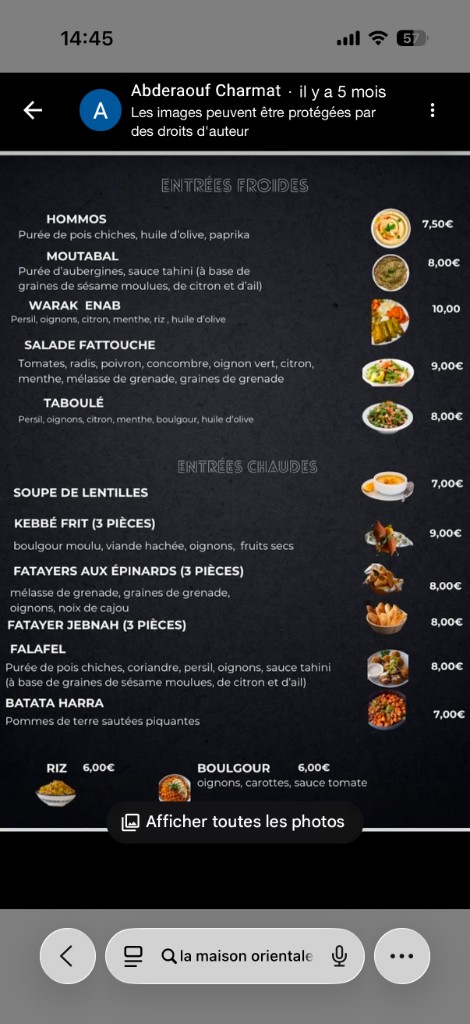 14:45
57
A
Abderaouf Charmat · il y a 5 mois
Les images peuvent être protégées par
des droits d'auteur
ENTRÉES FROIDES
HOMMOS
7,50€
Purée de pois chiches, huile d'olive, paprika
MOUTABAL
8,00€
Purée d'aubergines, sauce tahini (à base de
graines de sésame moulues, de citron et d'ail)
WARAK ENAB
10,00
Persil, oignons, citron, menthe, riz , huile d'olive
SALADE FATTOUCHE
Tomates, radis, poivron, concombre, oignon vert, citron,
9,00€
menthe, mélasse de grenade, graines de grenade
TABOULÉ
8,00€
Persil, oignons, citron, menthe, boulgour, huile d'olive
ENTRÉES CHAUDES
SOUPE DE LENTILLES
7,00€
KEBBÉ FRIT (3 PIÈCES)
9,00€
boulgour moulu, viande hachée, oignons, fruits secs
FATAYERS AUX ÉPINARDS (3 PIÈCES)
8,00€
mélasse de grenade, graines de grenade,
oignons, noix de cajou
FATAYER JEBNAH (3 PIÈCES)
8,00€
FALAFEL
8,00€
Purée de pois chiches, coriandre, persil, oignons, sauce tahini
(à base de graines de sésame moulues, de citron et d'ail)
BATATA HARRA
7,00€
Pommes de terre sautées piquantes
RIZ 6,00€
BOULGOUR 6,00€
oignons, carottes, sauce tomate
Afficher toutes les photos
la maison orientale